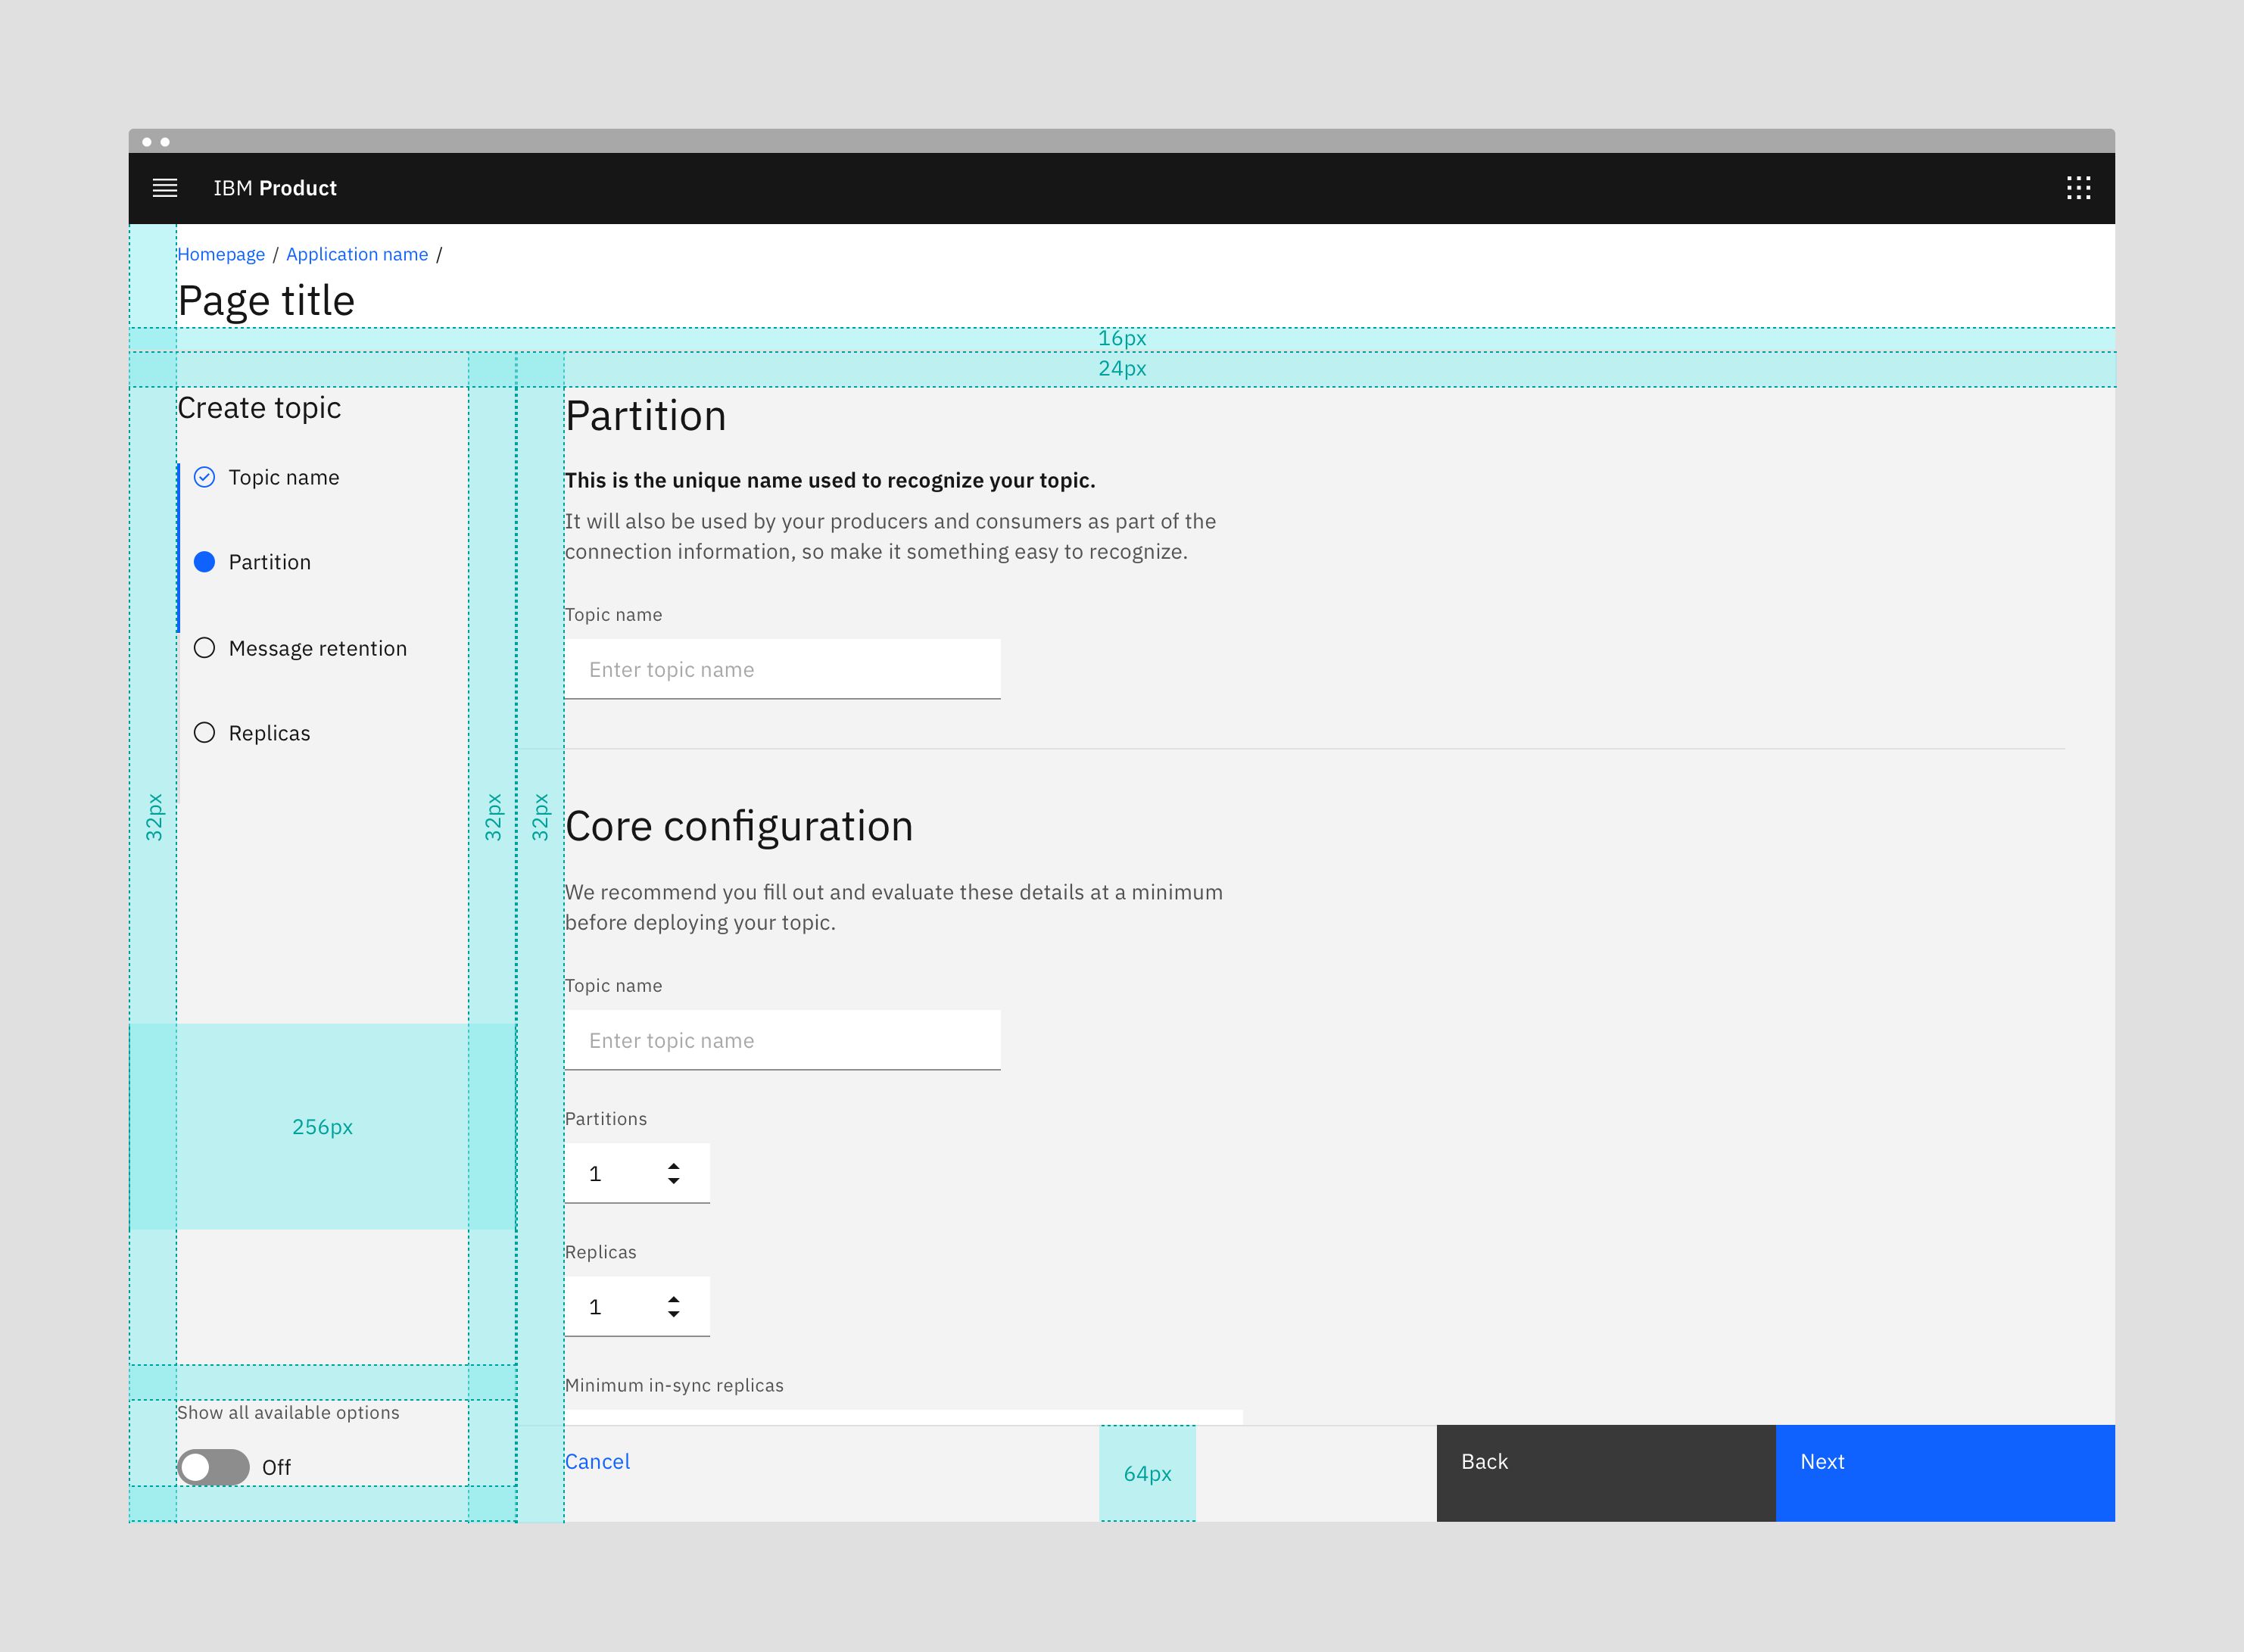 IBM Product
Homepage / Application name /
Page title
16px
24px
Create topic
Topic name
Partition
Message retention
Replicas
32px
32px
32px
256px
Show all available options
Off
Partition
This is the unique name used to recognize your topic.
It will also be used by your producers and consumers as part of the
connection information, so make it something easy to recognize.
Topic name
Enter topic name
Core configuration
We recommend you fill out and evaluate these details at a minimum
before deploying your topic.
Topic name
Enter topic name
Partitions
1
Replicas
1
Minimum in-sync replicas
Cancel
64px
Back
Next